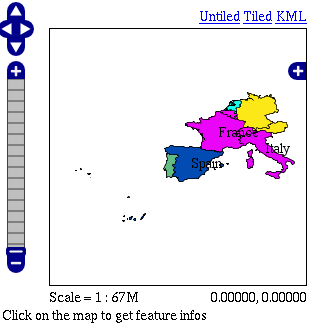 Untiled Tiled KML
France
Italy
Spain
Scale = 1 : 67M 0.00000, 0.00000
Click on the map to get feature infos